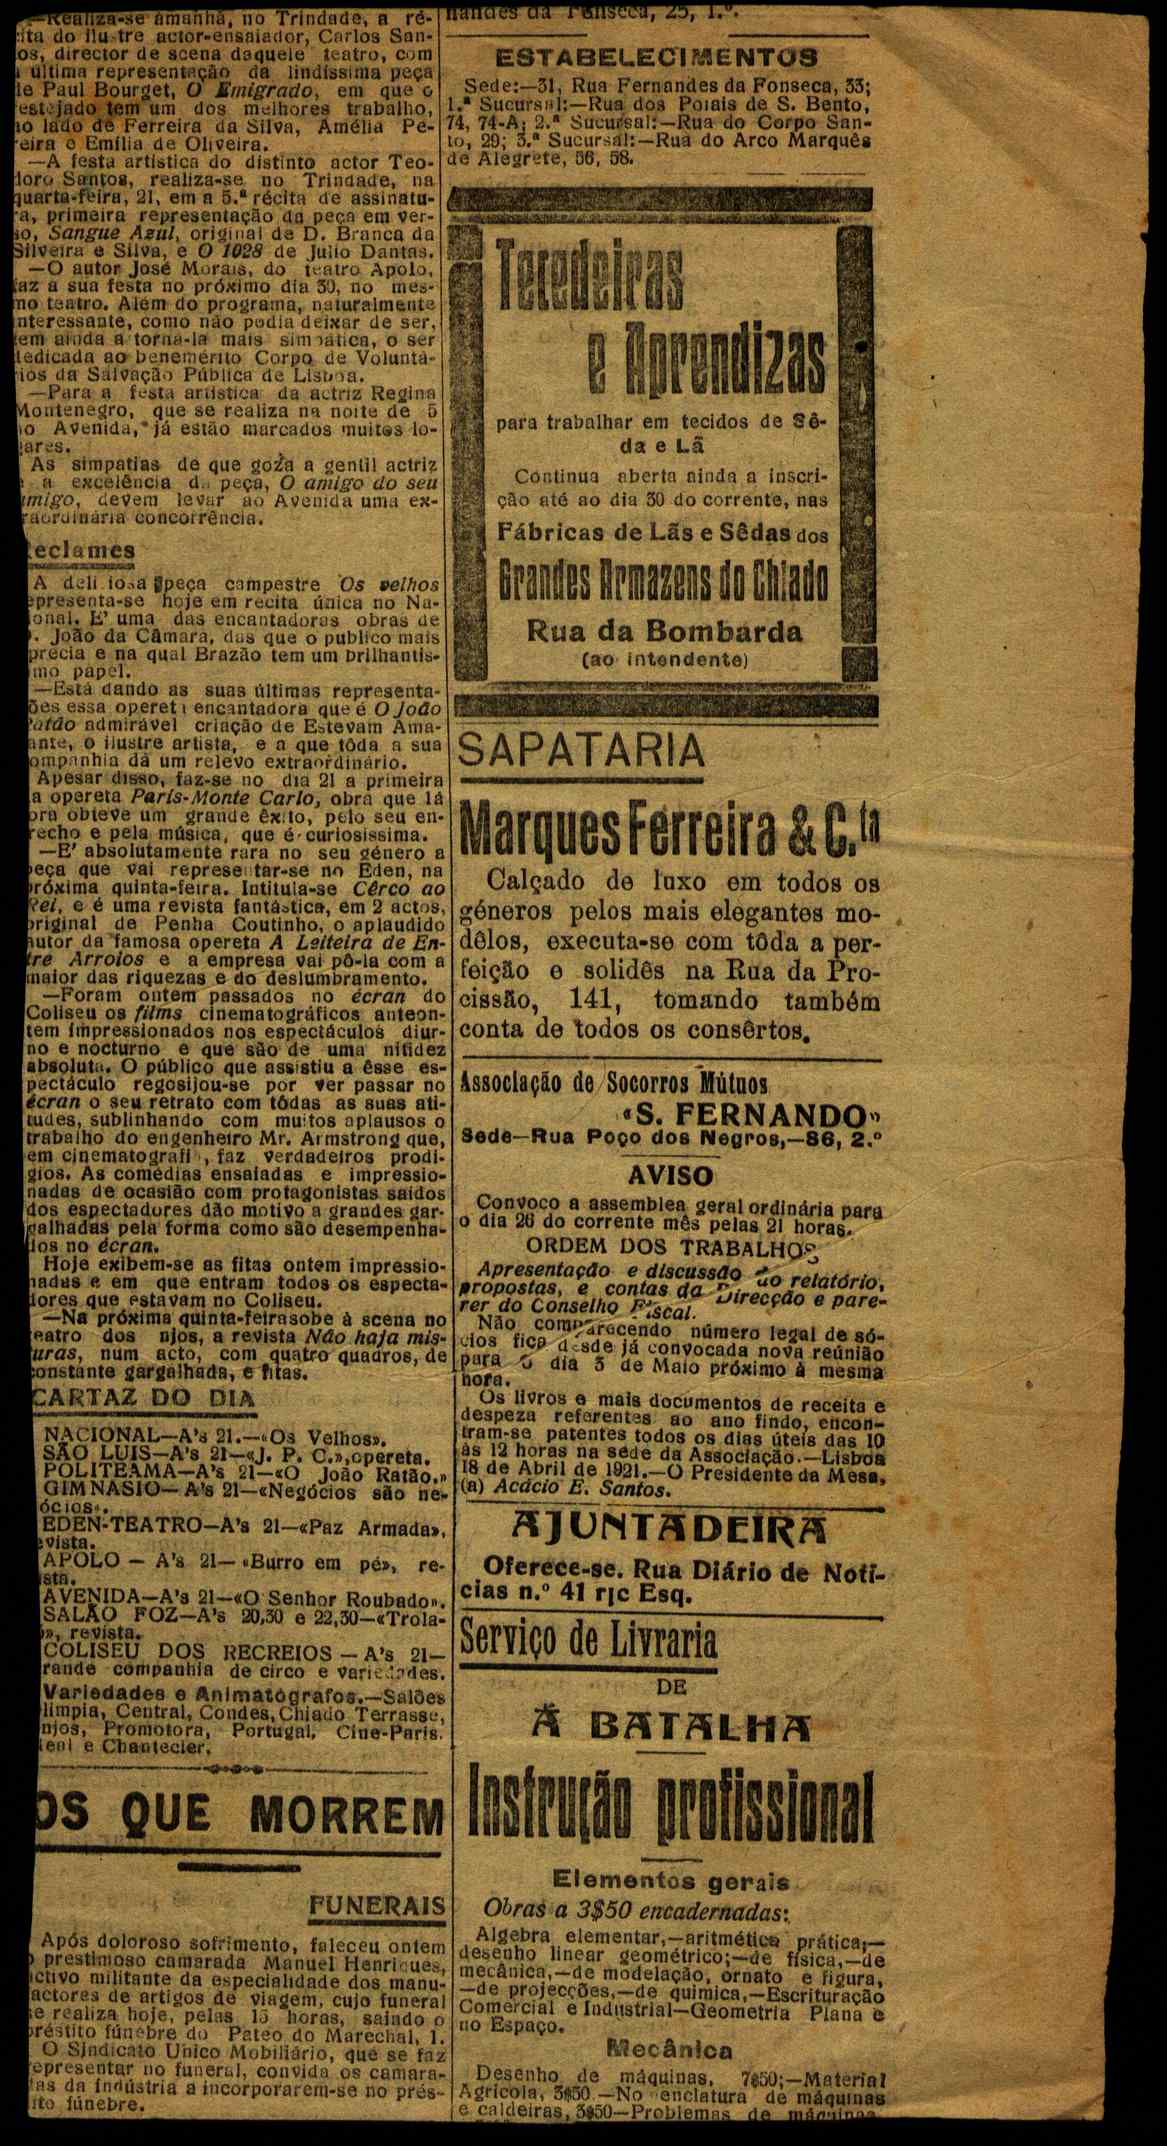 —Realiza-se ámanhã, no Trindade, a ré-
ita do ilustre actor-ensaiador, Carlos San-
os, director de scena daquele teatro, com
a última representação da lindíssima peça
de Paul Bourget, O Emigrado, em que o
estejado tem um dos melhores trabalho,
ao lado de Ferreira da Silva, Amélia Pe-
reira e Emília de Oliveira.
—A festa artística do distinto actor Teo-
doro Santos, realiza-se no Trindade, na
quarta-feira, 21, em a 5.ª récita de assinatu-
ra, primeira representação da peça em ver-
so, Sangue Azul, original de D. Branca da
Silveira e Silva, e O 1028 de Julio Dantas.
—O autor José Morais, do teatro Apolo,
faz a sua festa no próximo dia 30, no mes-
mo teatro. Além do programa, naturalmente
interessante, como não podia deixar de ser,
tem ainda a torná-la mais simpática, o ser
dedicada ao benemérito Corpo de Voluntá-
rios da Salvação Pública de Lisboa.
—Para a festa artística da actriz Regina
Montenegro, que se realiza na noite de 5
no Avenida, já estão marcados muitos lo-
gares.
As simpatias de que goza a gentil actriz
e a excelência da peça, O amigo do seu
amigo, devem levar ao Avenida uma ex-
raordinária concorrência.
Reclames
A deliciosa peça campestre Os velhos
epresenta-se hoje em recita única no Na-
ional. E' uma das encantadoras obras de
D. João da Câmara, das que o publico mais
precia e na qual Brazão tem um brilhantis-
imo papel.
—Está dando as suas últimas representa-
ões essa opereta encantadora que é O João
Ratão admirável criação de Estevam Ama-
ante, o ilustre artista, e a que tôda a sua
ompanhia dá um relevo extraordinário.
Apesar disso, faz-se no dia 21 a primeira
a opereta Paris-Monte Carlo, obra que lá
ora obteve um grande êxito, pelo seu en-
recho e pela música, que é curiosissima.
—E' absolutamente rara no seu género a
peça que vai representar-se no Eden, na
próxima quinta-feira. Intitula-se Cêrco ao
Rei, e é uma revista fantástica, em 2 actos,
original de Penha Coutinho, o aplaudido
autor da famosa opereta A Leiteira de En-
tre Arroios e a empresa vai pô-la com a
maior das riquezas e do deslumbramento.
—Foram ontem passados no écran do
Coliseu os films cinematográficos anteon-
tem impressionados nos espectáculos diur-
no e nocturno e que são de uma nitidez
absoluta. O público que assistiu a êsse es-
pectáculo regosijou-se por ver passar no
écran o seu retrato com tôdas as suas ati-
tudes, sublinhando com muitos aplausos o
trabalho do engenheiro Mr. Armstrong que,
em cinematografi , faz verdadeiros prodi-
gios. As comédias ensaiadas e impressio-
nadas de ocasião com protagonistas saídos
dos espectadores dão motivo a grandes gar-
galhadas pela forma como são desempenha-
dos no écran.
Hoje exibem-se as fitas ontem impressio-
nadas e em que entram todos os especta-
dores que estavam no Coliseu.
—Na próxima quinta-feirasobe à scena no
teatro dos njos, a revista Não haja mis-
turas, num acto, com quatro quadros, de
constante gargalhada, e fitas.
CARTAZ DO DIA
NACIONAL—A's 21.—«Os Velhos».
SÃO LUIS—A's 21—«J. P. C.»,opereta.
POLITEAMA—A's 21—«O João Ratão.»
GIMNASIO—A's 21—«Negócios são ne-
ócios».
EDEN-TEATRO—A's 21—«Paz Armada»,
evista.
APOLO — A's 21— «Burro em pé», re-
ista.
AVENIDA—A's 21—«O Senhor Roubado».
SALÃO FOZ—A's 20,30 e 22,30—«Trola-
», revista.
COLISEU DOS RECREIOS — A's 21—
rande companhia de circo e variedades.
Variedades e Animatógrafos.—Salões
límpia, Central, Condes, Chiado Terrasse,
njos, Promotora, Portugal, Cine-Paris,
deal e Chantecler.
OS QUE MORREM
FUNERAIS
Após doloroso sofrimento, faleceu ontem
o prestimoso camarada Manuel Henriques,
activo militante da especialidade dos manu-
actores de artigos de viagem, cujo funeral
se realiza hoje, pelas 15 horas, saindo o
préstito fúnebre do Pateo do Marechal, 1.
O Sindicato Unico Mobiliário, que se faz
representar no funeral, convida os camara-
das da indústria a incorporarem-se no prés-
tito fúnebre.
nandes da Fonseca, 25, 1.º.
ESTABELECIMENTOS
Sede:—31, Rua Fernandes da Fonseca, 33;
1.ª Sucursal:—Rua dos Poiais de S. Bento,
74, 74-A; 2.ª Sucursal:—Rua do Corpo San-
to, 29; 3.ª Sucursal:—Rua do Arco Marquês
de Alegrete, 56, 58.
Tecedeiras
e Aprendizas
para trabalhar em tecidos de Sê-
da e Lã
Continua aberta ainda a inscri-
ção até ao dia 30 do corrente, nas
Fábricas de Lãs e Sêdas dos
Grandes Armazens do Chiado
Rua da Bombarda
(ao intendente)
SAPATARIA
Marques Ferreira & C.ta
Calçado de luxo em todos os
géneros pelos mais elegantes mo-
dêlos, executa-se com tôda a per-
feição e solidês na Rua da Pro-
cissão, 141, tomando também
conta de todos os consêrtos.
Associação de Socorros Mútuos
«S. FERNANDO»
Sede—Rua Poço dos Negros,—86, 2.º
AVISO
Convoco a assemblea geral ordinária para
o dia 26 do corrente mês pelas 21 horas.
ORDEM DOS TRABALHOS
Apresentação e discussão do relatório,
propostas, e contas da Direcção e pare-
rer do Conselho Fiscal.
Não comparecendo número legal de só-
cios fica desde já convocada nova reünião
para o dia 3 de Maio próximo à mesma
hora.
Os livros e mais documentos de receita e
despeza referentes ao ano findo, encon-
tram-se patentes todos os dias úteis das 10
às 12 horas na séde da Associação.—Lisboa
18 de Abril de 1921.—O Presidente da Mesa,
(a) Acácio E. Santos.
AJUNTADEIRA
Oferece-se. Rua Diário de Notí-
cias n.º 41 r|c Esq.
Serviço de Livraria
DE
A BATALHA
Instrução profissional
Elementos gerais
Obras a 3$50 encadernadas:
Algebra elementar,—aritmética prática;—
desenho linear geométrico;—de física,—de
mecânica,—de modelação, ornato e figura,
—de projecções,—de química,—Escrituração
Comercial e Industrial—Geometria Plana e
no Espaço.
Mecânica
Desenho de máquinas, 7$50;—Material
Agrícola, 3$50.—No enclatura de máquinas
e caldeiras, 3$50—Problemas de máquinas,